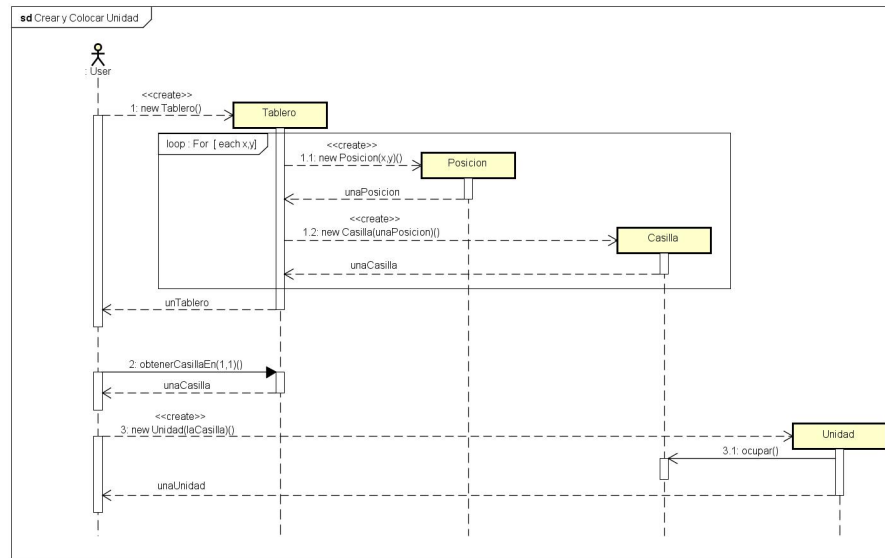 sd Crear y Colocar Unidad
: User
<<create>>
1: new Tablero()
Tablero
loop : For [ each x,y]
<<create>>
1.1: new Posicion(x,y)()
Posicion
unaPosicion
<<create>>
1.2: new Casilla(unaPosicion)()
Casilla
unaCasilla
unTablero
2: obtenerCasillaEn(1,1)()
unaCasilla
<<create>>
3: new Unidad(laCasilla)()
Unidad
3.1: ocupar()
unaUnidad